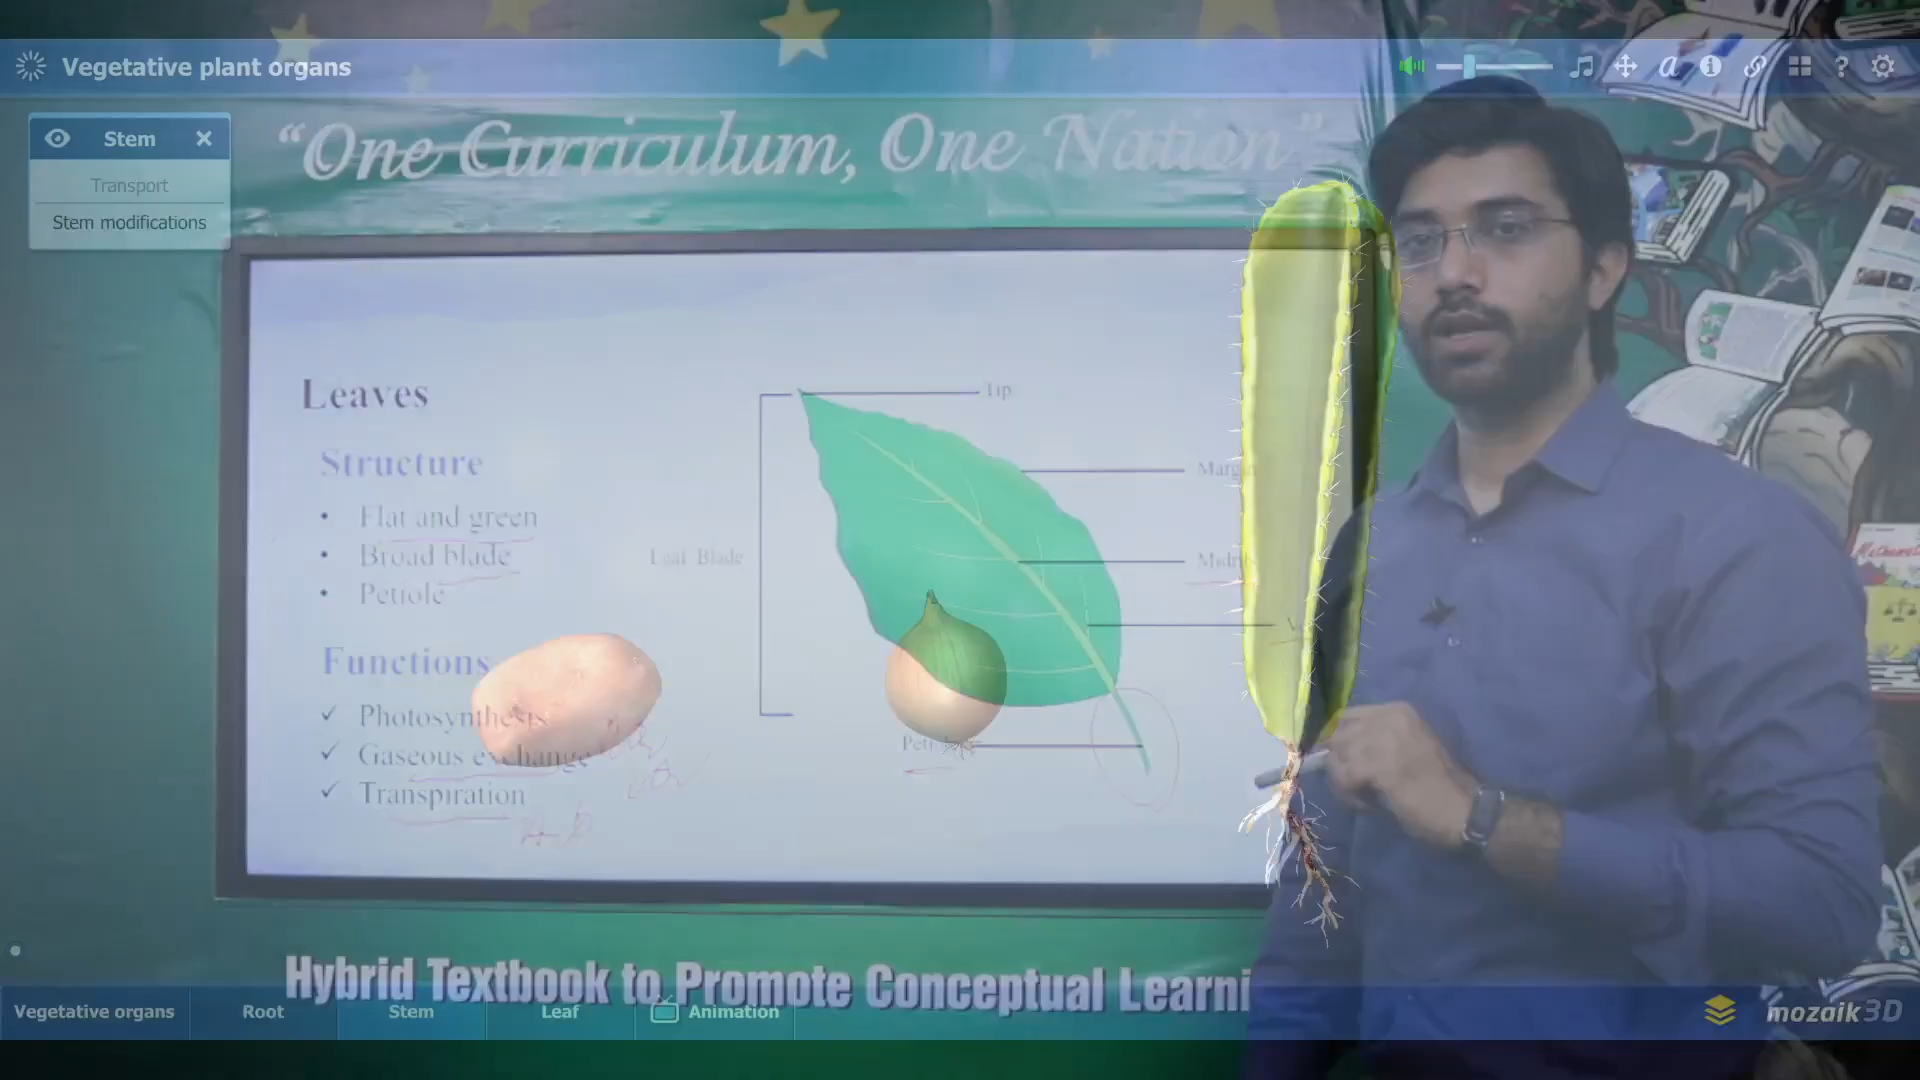 Vegetative plant organs
Stem
Transport
Stem modifications
"One Curriculum, One Nation"
Leaves
Structure
• Flat and green
• Broad blade
• Petiole
Functions
✓ Photosynthesis
✓ Gaseous exchange
✓ Transpiration
Tip
Leaf Blade
Hybrid Textbook to Promote Conceptual Learni
Vegetative organs
Root
Stem
Leaf
Animation
mozaik3D